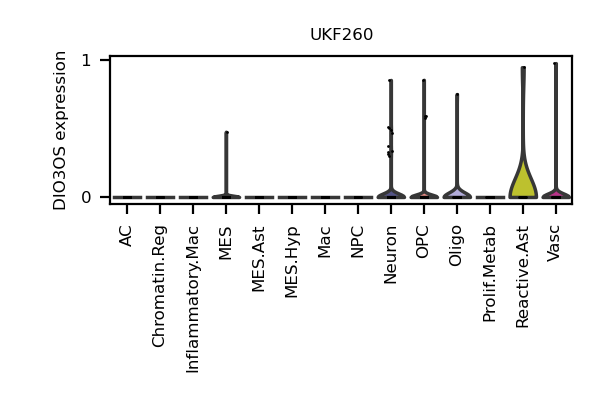 UKF260
DIO3OS expression
1
0
AC
Chromatin.Reg
Inflammatory.Mac
MES
MES.Ast
MES.Hyp
Mac
NPC
Neuron
OPC
Oligo
Prolif.Metab
Reactive.Ast
Vasc